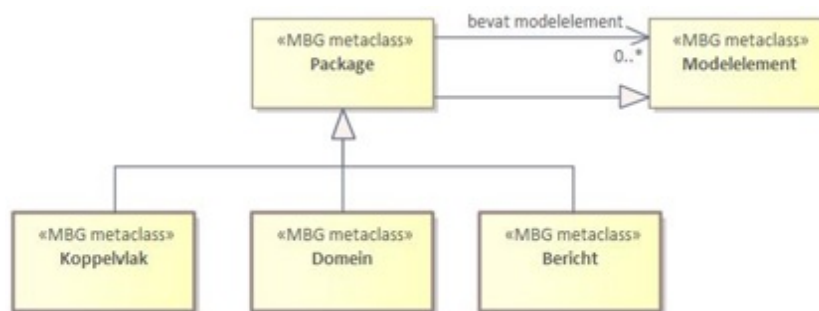 bevat modelelement
«MBG metaclass»
Package
0..*
«MBG metaclass»
Modelelement
«MBG metaclass»
Koppelvlak
«MBG metaclass»
Domein
«MBG metaclass»
Bericht